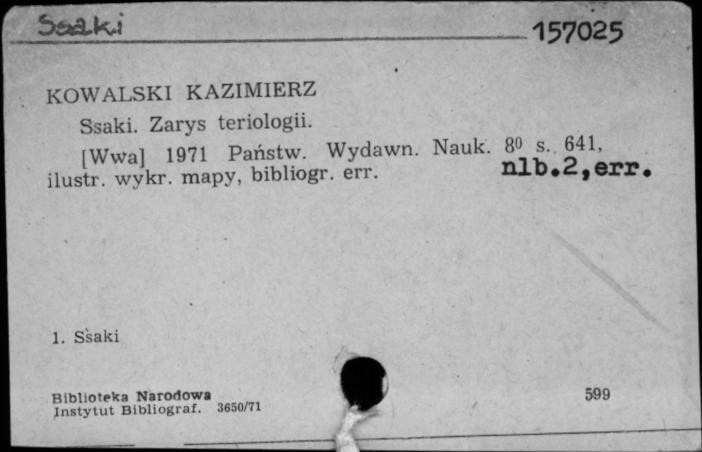 Ssaki
157025
KOWALSKI KAZIMIERZ
Ssaki. Zarys teriologii.
[Wwa] 1971 Państw. Wydawn. Nauk. 8⁰ s. 641,
ilustr. wykr. mapy, bibliogr. err. nlb.2,err.
1. Ssaki
Biblioteka Narodowa
Instytut Bibliograf. 3650/71
599